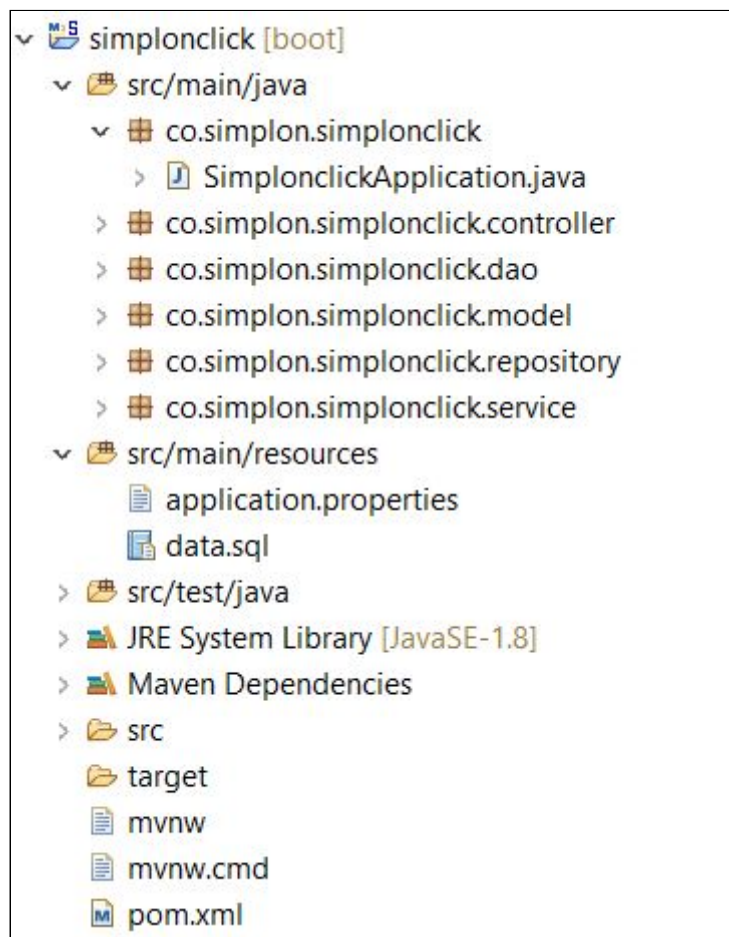 simplonclick [boot]
src/main/java
co.simplon.simplonclick
SimplonclickApplication.java
co.simplon.simplonclick.controller
co.simplon.simplonclick.dao
co.simplon.simplonclick.model
co.simplon.simplonclick.repository
co.simplon.simplonclick.service
src/main/resources
application.properties
data.sql
src/test/java
JRE System Library [JavaSE-1.8]
Maven Dependencies
src
target
mvnw
mvnw.cmd
pom.xml